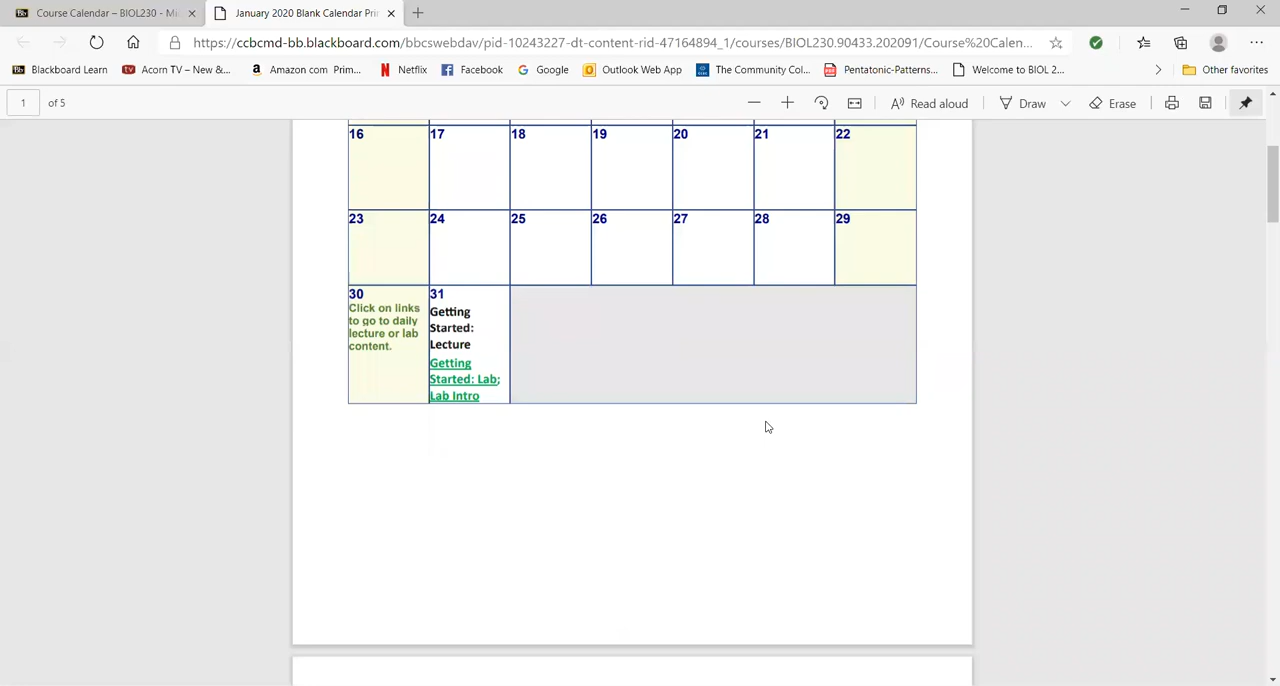 Course Calendar – BIOL230 - Mi
January 2020 Blank Calendar Pri
https://ccbcmd-bb.blackboard.com/bbcswebdav/pid-10243227-dt-content-rid-47164894_1/courses/BIOL230.90433.202091/Course%20Calen...
Blackboard Learn
Acorn TV – New &...
Amazon com Prim...
Netflix
Facebook
Google
Outlook Web App
The Community Col...
Pentatonic-Patterns...
Welcome to BIOL 2...
Other favorites
1 of 5
Read aloud
Draw
Erase
16 17 18 19 20 21 22
23 24 25 26 27 28 29
30
Click on links
to go to daily
lecture or lab
content.
31
Getting
Started:
Lecture
Getting
Started: Lab;
Lab Intro